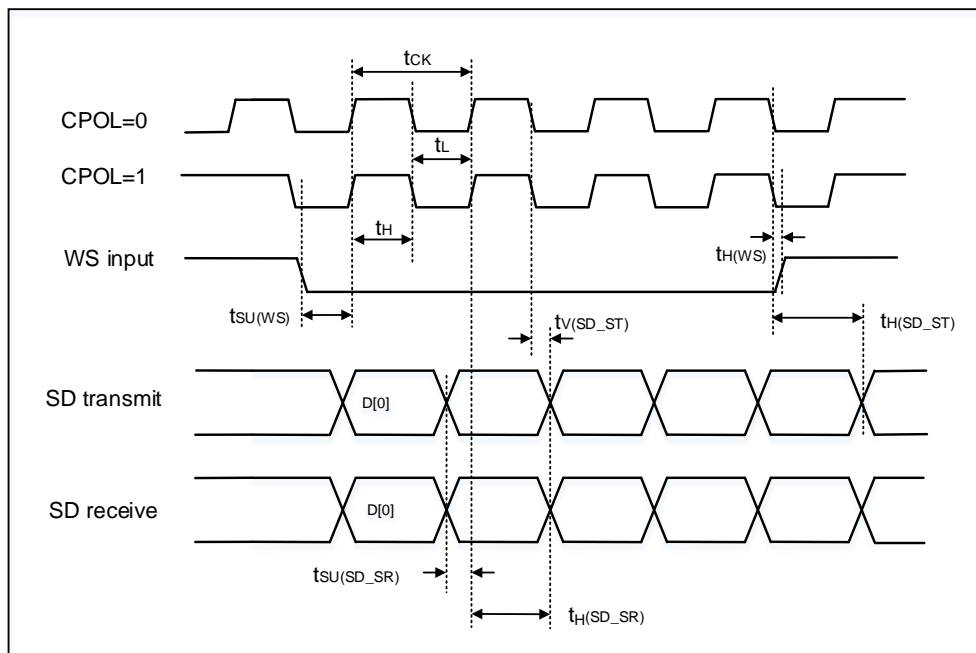 tCK
CPOL=0
tL
CPOL=1
tH
tH(WS)
WS input
tSU(WS)
tV(SD_ST)
tH(SD_ST)
SD transmit
D[0]
SD receive
D[0]
tSU(SD_SR)
tH(SD_SR)